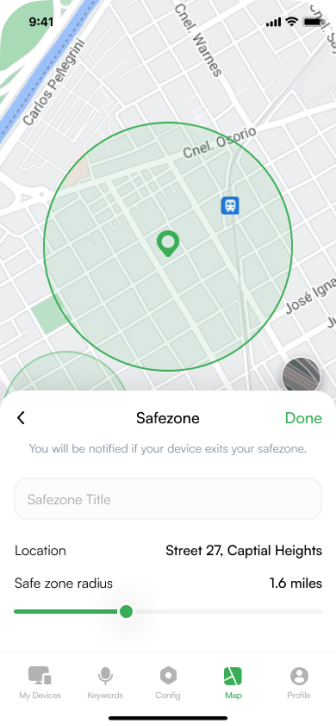 9:41
Carlos Pellegrini
Cnel. Warnes
Cnel. Osorio
José Igna
Safezone
Done
You will be notified if your device exits your safezone.
Safezone Title
Location
Street 27, Captial Heights
Safe zone radius
1.6 miles
My Devices
Keywords
Config
Map
Profile